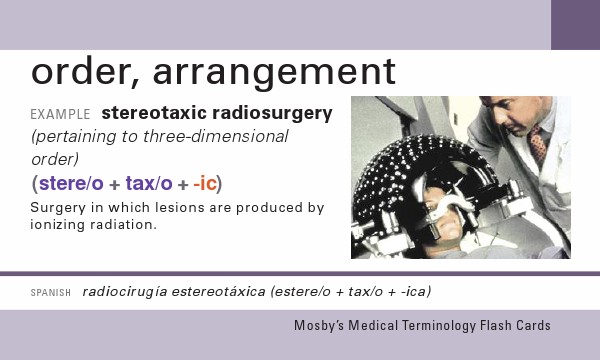 order, arrangement
EXAMPLE stereotaxic radiosurgery
(pertaining to three-dimensional
order)
(stere/o + tax/o + -ic)
Surgery in which lesions are produced by
ionizing radiation.
SPANISH radiocirugía estereotáxica (estere/o + tax/o + -ica)
Mosby's Medical Terminology Flash Cards